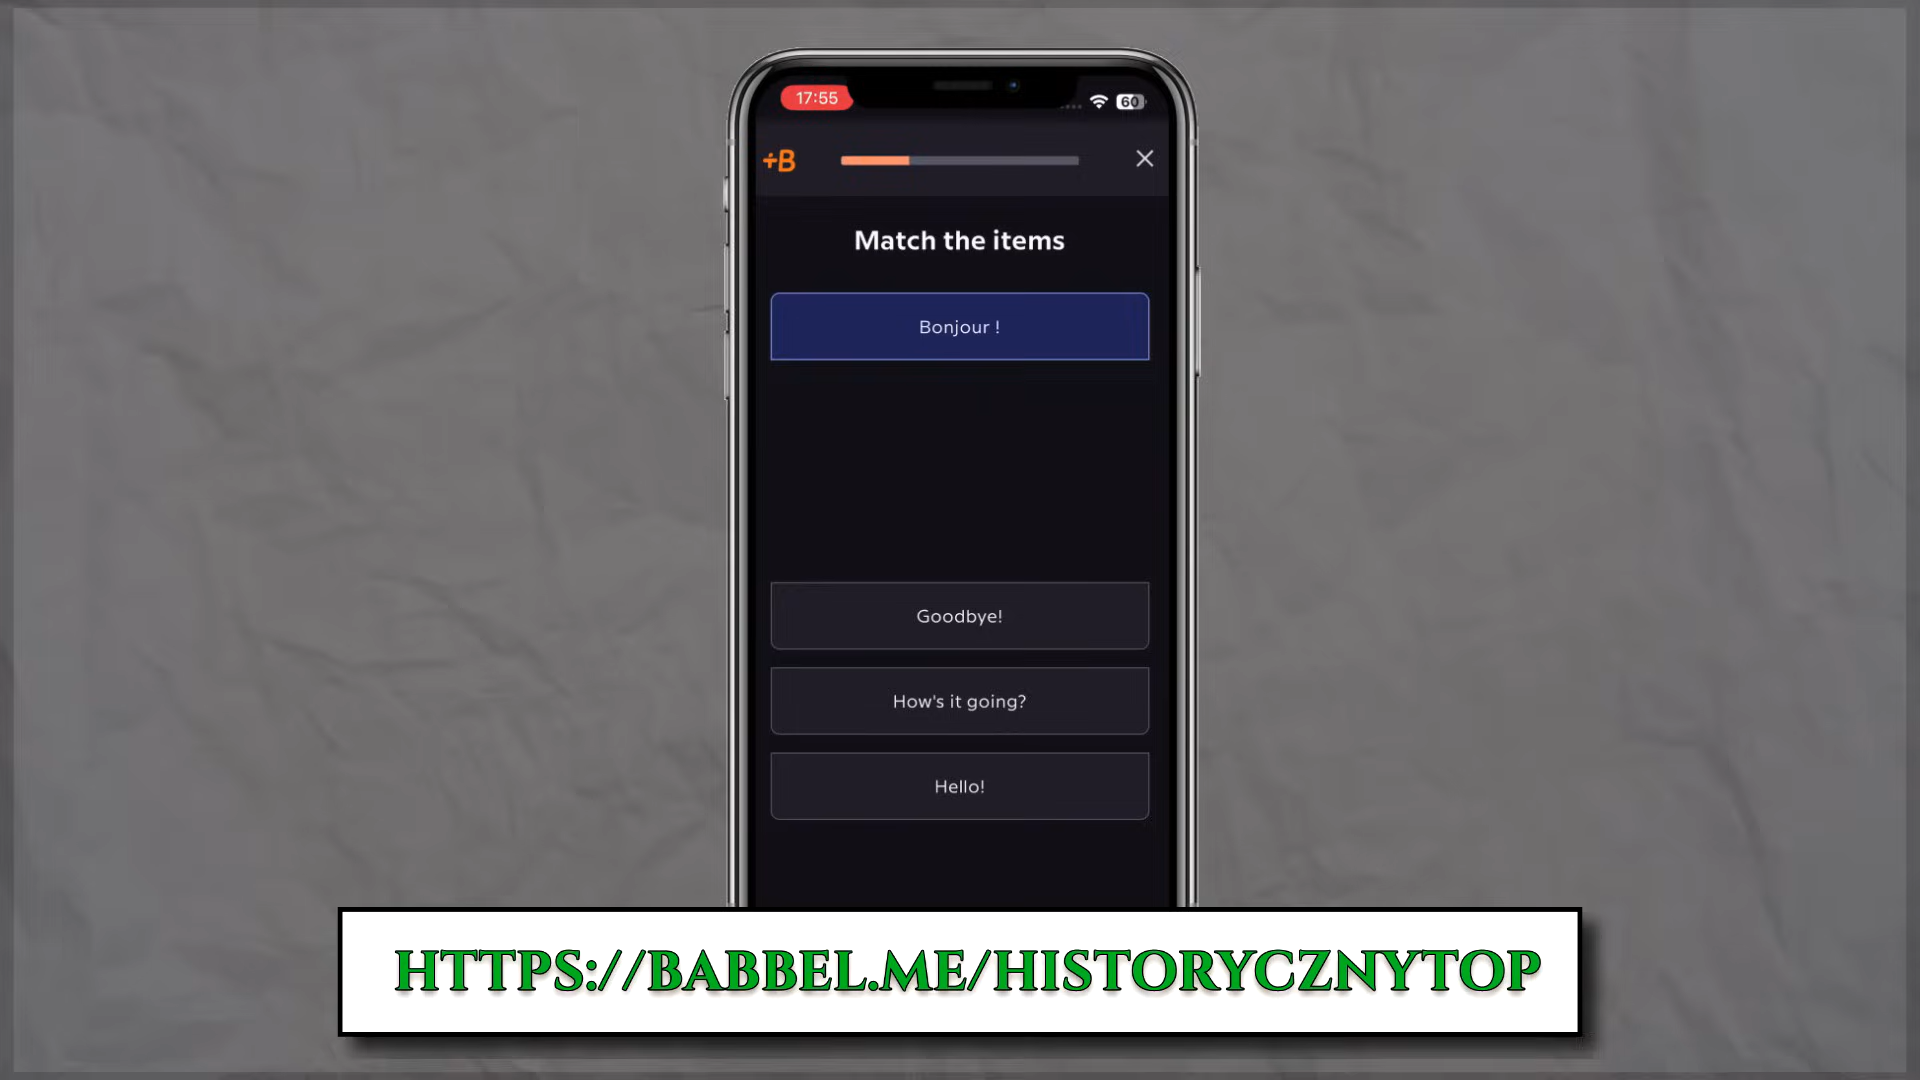 17:55
60
+B
Match the items
Bonjour !
Goodbye!
How's it going?
Hello!
HTTPS://BABBEL.ME/HISTORYCZNYTOP